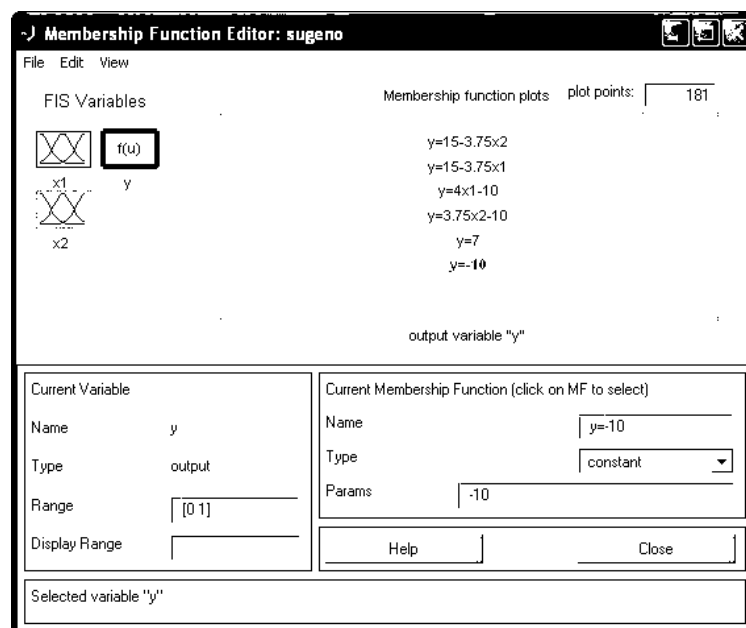 Membership Function Editor: sugeno
File Edit View
FIS Variables
Membership function plots plot points: 181
f(u)
x1 y
x2
y=15-3.75x2
y=15-3.75x1
y=4x1-10
y=3.75x2-10
y=7
y=-10
output variable "y"
Current Variable
Name y
Type output
Range [0 1]
Display Range
Current Membership Function (click on MF to select)
Name y=-10
Type constant
Params -10
Help Close
Selected variable "y"